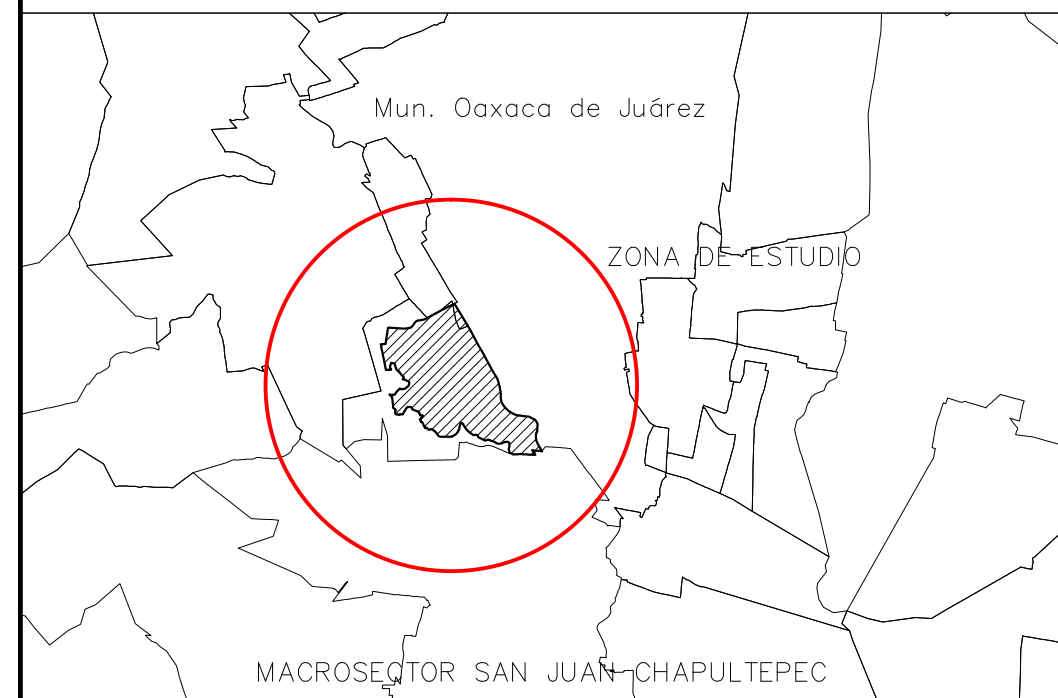 Mun. Oaxaca de Juárez
ZONA DE ESTUDIO
MACROSECTOR SAN JUAN CHAPULTEPEC